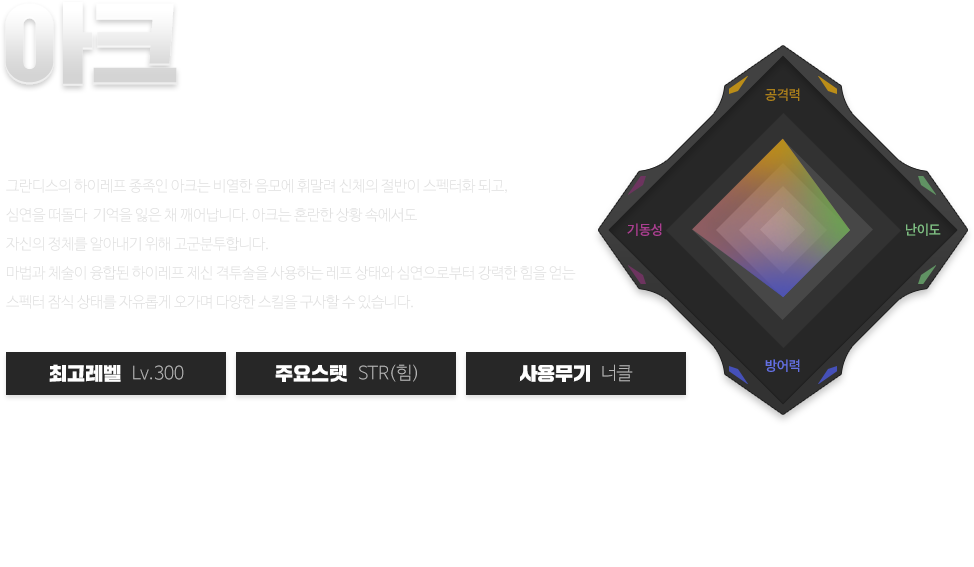 아크
그란디스의 하이레프 종족인 아크는 비열한 음모에 휘말려 신체의 절반이 스펙터화 되고,
심연을 떠돌다 기억을 잃은 채 깨어납니다. 아크는 혼란한 상황 속에서도
자신의 정체를 알아내기 위해 고군분투합니다.
마법과 체술이 융합된 하이레프 제신 격투술을 사용하는 레프 상태와 심연으로부터 강력한 힘을 얻는
스펙터 잠식 상태를 자유롭게 오가며 다양한 스킬을 구사할 수 있습니다.
최고레벨 Lv.300
주요스탯 STR(힘)
사용무기 너클
공격력
기동성
난이도
방어력